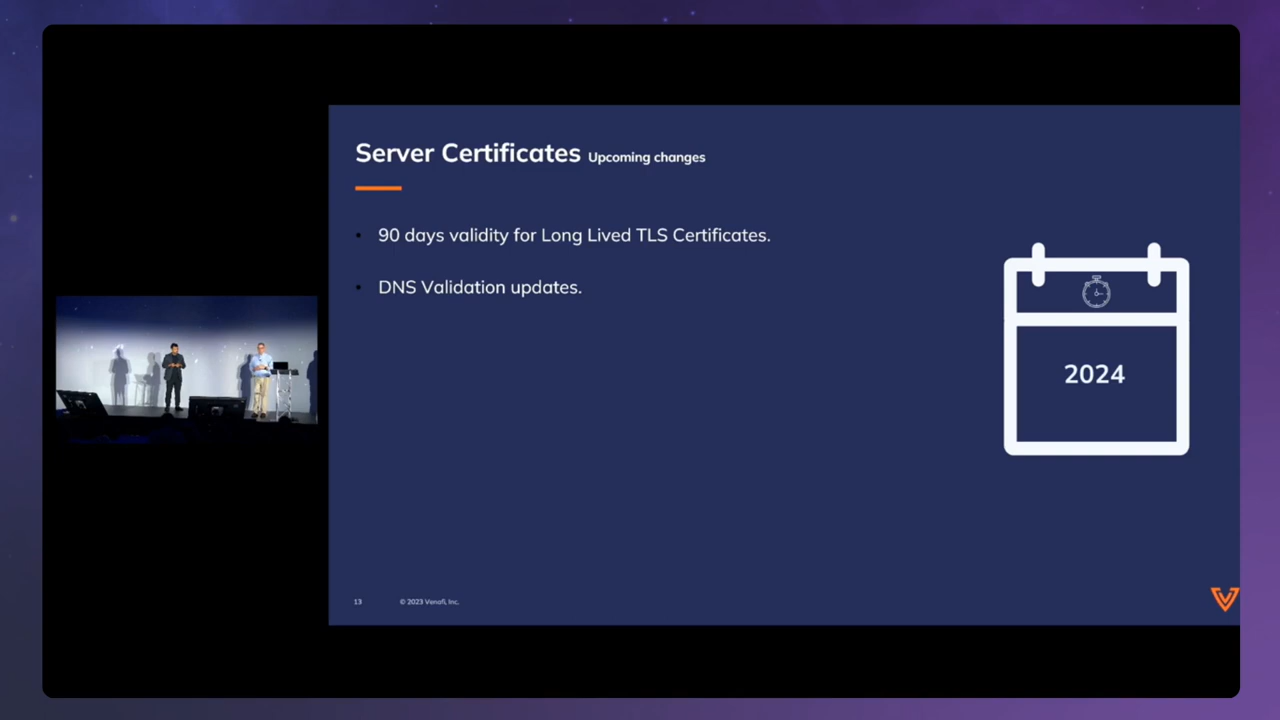 Server Certificates Upcoming changes
• 90 days validity for Long Lived TLS Certificates.
• DNS Validation updates.
2024
13 © 2023 Venafi, Inc.